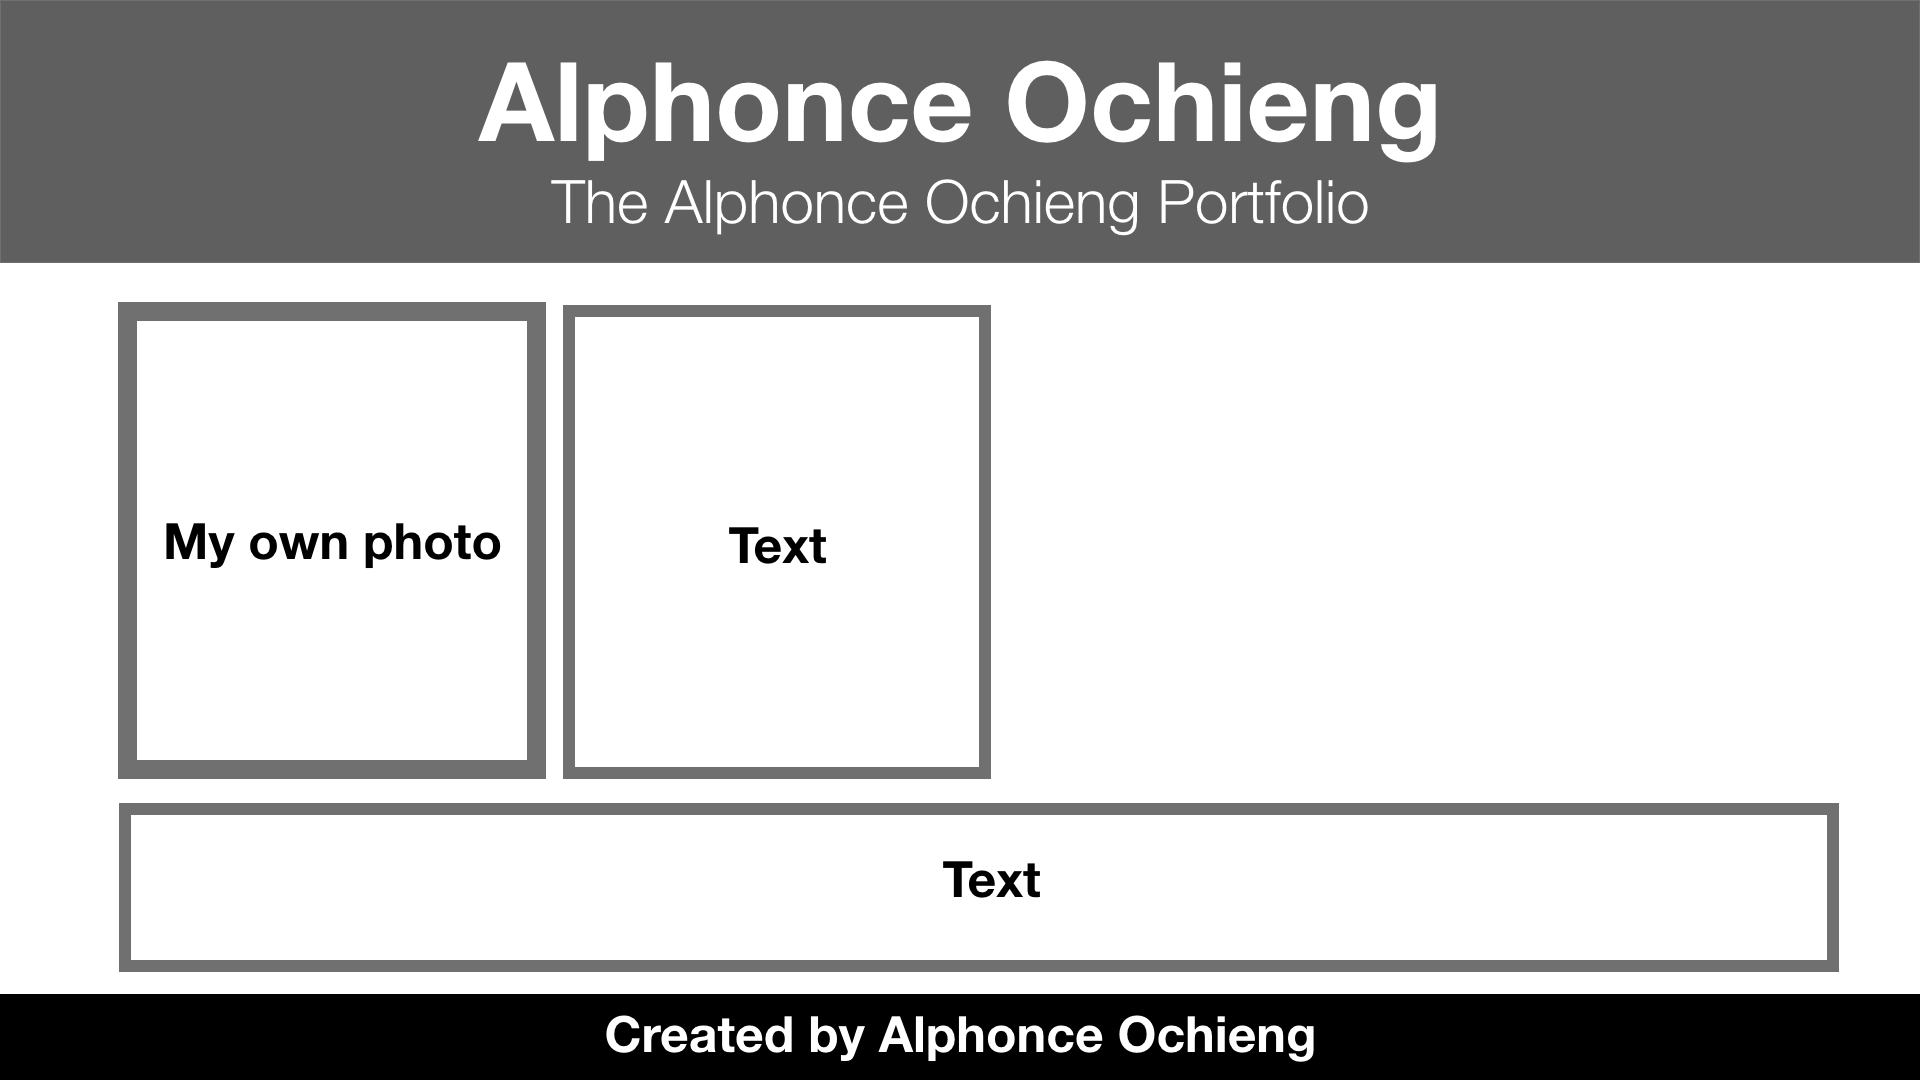 Alphonce Ochieng
The Alphonce Ochieng Portfolio
My own photo
Text
Text
Created by Alphonce Ochieng